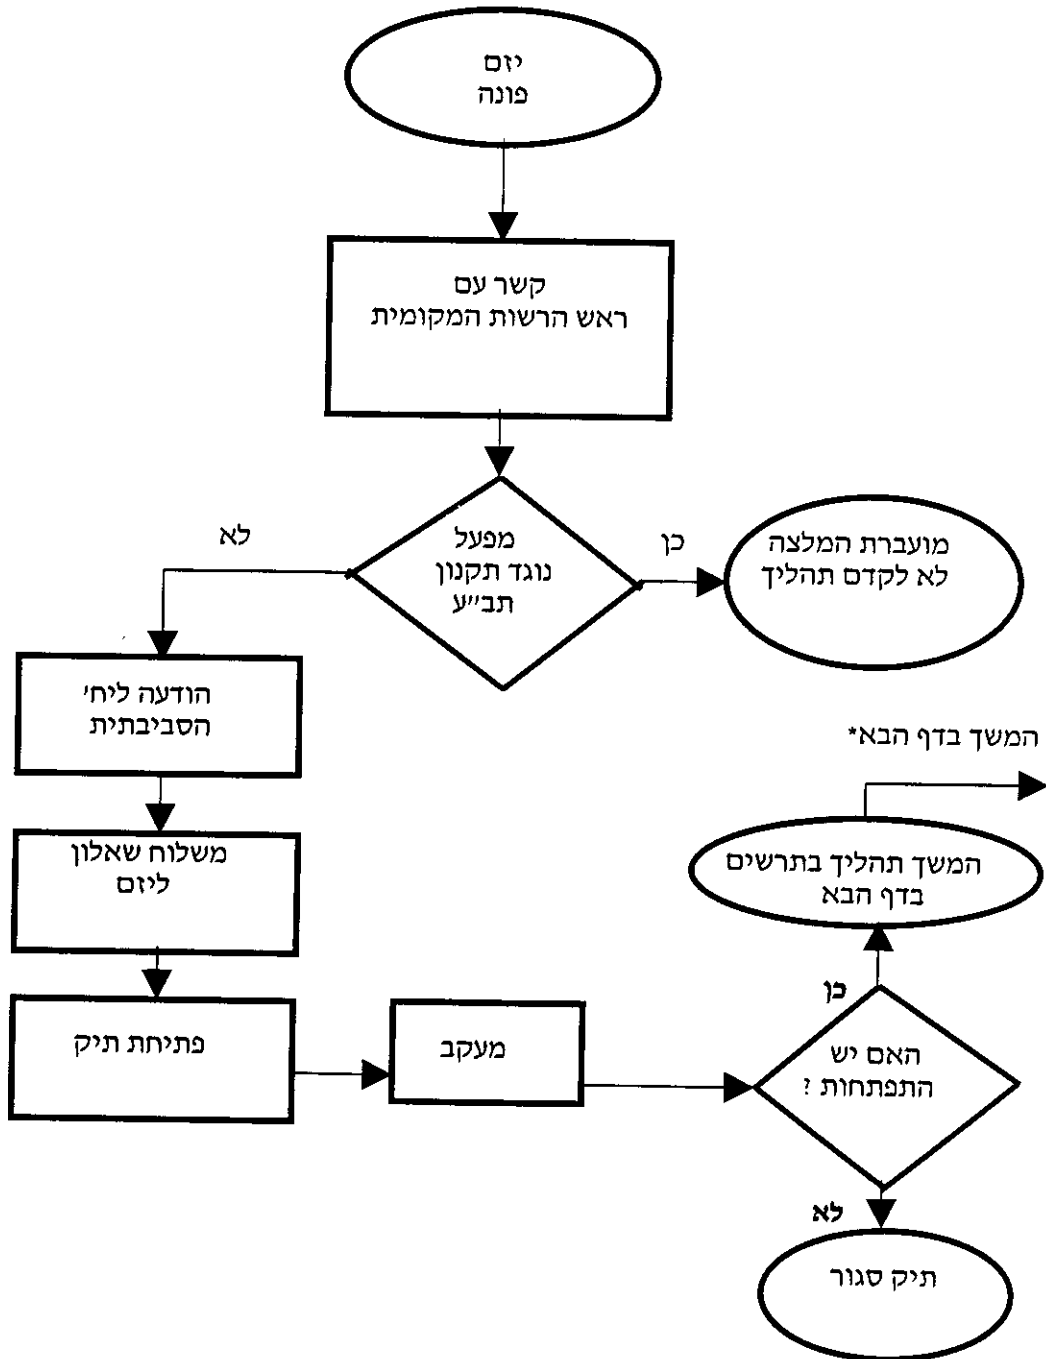 יזם
פונה
קשר עם
ראש הרשות המקומית
מפעל
נוגד תקנון
תב"ע
לא
כן
מועברת המלצה
לא לקדם תהליך
הודעה ליח'
הסביבתית
משלוח שאלון
ליזם
פתיחת תיק
מעקב
האם יש
התפתחות ?
כן
המשך תהליך בתרשים
בדף הבא
המשך בדף הבא*
לא
תיק סגור